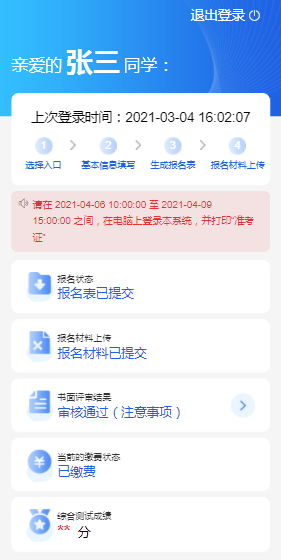 退出登录
亲爱的 张三 同学：
上次登录时间：2021-03-04 16:02:07
1 2 3 4
选择入口 基本信息填写 生成报名表 报名材料上传
请在 2021-04-06 10:00:00 至 2021-04-09
15:00:00 之间，在电脑上登录本系统，并打印“准考
证”
报名状态
报名表已提交
报名材料上传
报名材料已提交
书面评审结果
审核通过（注意事项）
当前的缴费状态
已缴费
综合测试成绩
** 分